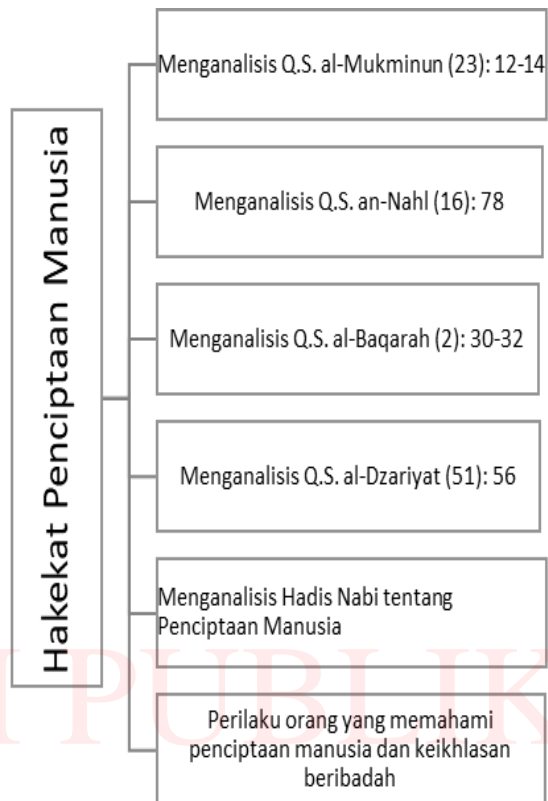 Hakekat Penciptaan Manusia
Menganalisis Q.S. al-Mukminun (23): 12-14
Menganalisis Q.S. an-Nahl (16): 78
Menganalisis Q.S. al-Baqarah (2): 30-32
Menganalisis Q.S. al-Dzariyat (51): 56
Menganalisis Hadis Nabi tentang
Penciptaan Manusia
Perilaku orang yang memahami
penciptaan manusia dan keikhlasan
beribadah
PUBLIK